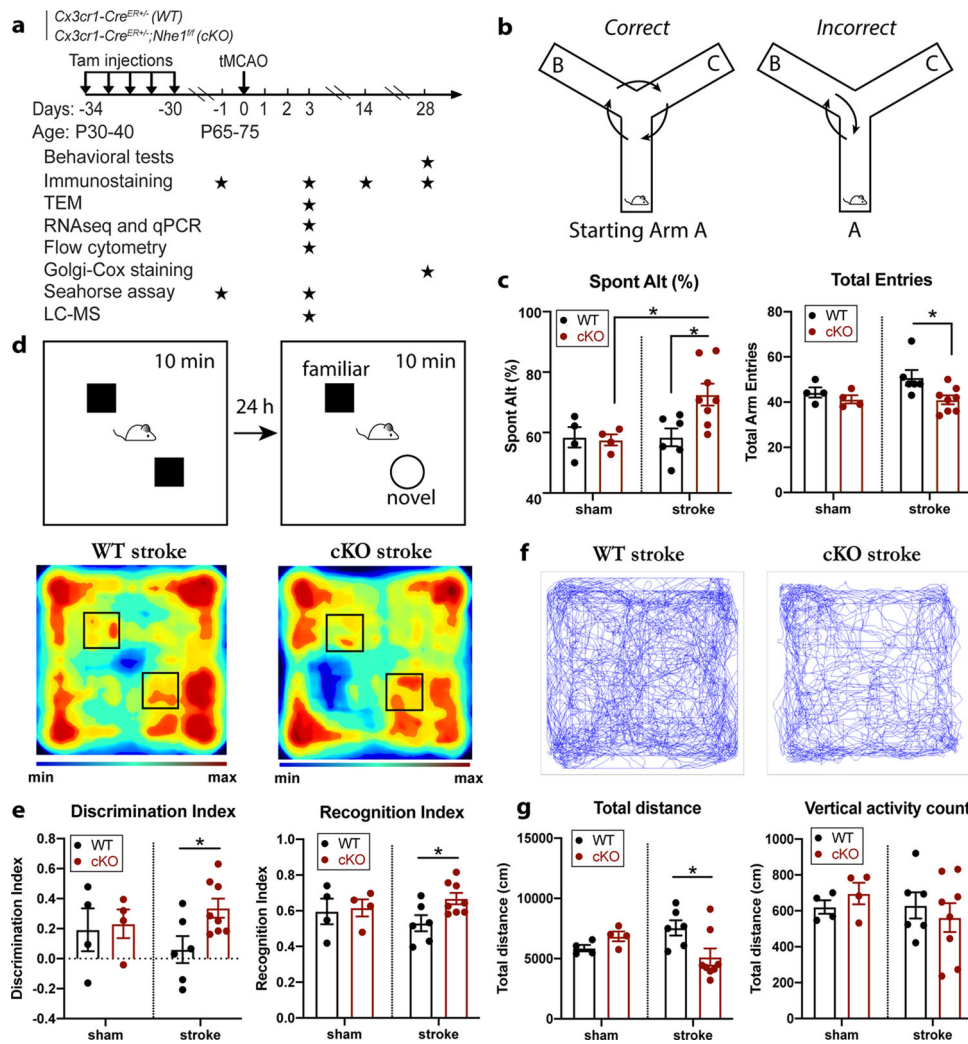 a
Cx3cr1-Cre^ER+/- (WT)
Cx3cr1-Cre^ER+/-;Nhe1^f/f (cKO)
Tam injections
tMCAO
Days: -34 -30 -1 0 1 2 3 14 28
Age: P30-40 P65-75
Behavioral tests ★
Immunostaining ★ ★ ★ ★
TEM ★
RNAseq and qPCR ★
Flow cytometry ★
Golgi-Cox staining ★
Seahorse assay ★ ★
LC-MS ★
b
Correct
Incorrect
B
C
B
C
Starting Arm A
A
c
Spont Alt (%)
WT
cKO
*
*
Spont Alt (%)
100
80
60
40
sham
stroke
Total Entries
WT
cKO
*
Total Arm Entries
80
60
40
20
0
sham
stroke
d
10 min
24 h
familiar
10 min
novel
WT stroke
cKO stroke
min
max
min
max
e
Discrimination Index
WT
cKO
*
Discrimination Index
0.8
0.6
0.4
0.2
0.0
-0.2
-0.4
sham
stroke
Recognition Index
WT
cKO
*
Recognition Index
1.0
0.8
0.6
0.4
0.2
0.0
sham
stroke
f
WT stroke
cKO stroke
g
Total distance
WT
cKO
*
Total distance (cm)
15000
10000
5000
0
sham
stroke
Vertical activity count
WT
cKO
Total distance (cm)
1000
800
600
400
200
0
sham
stroke